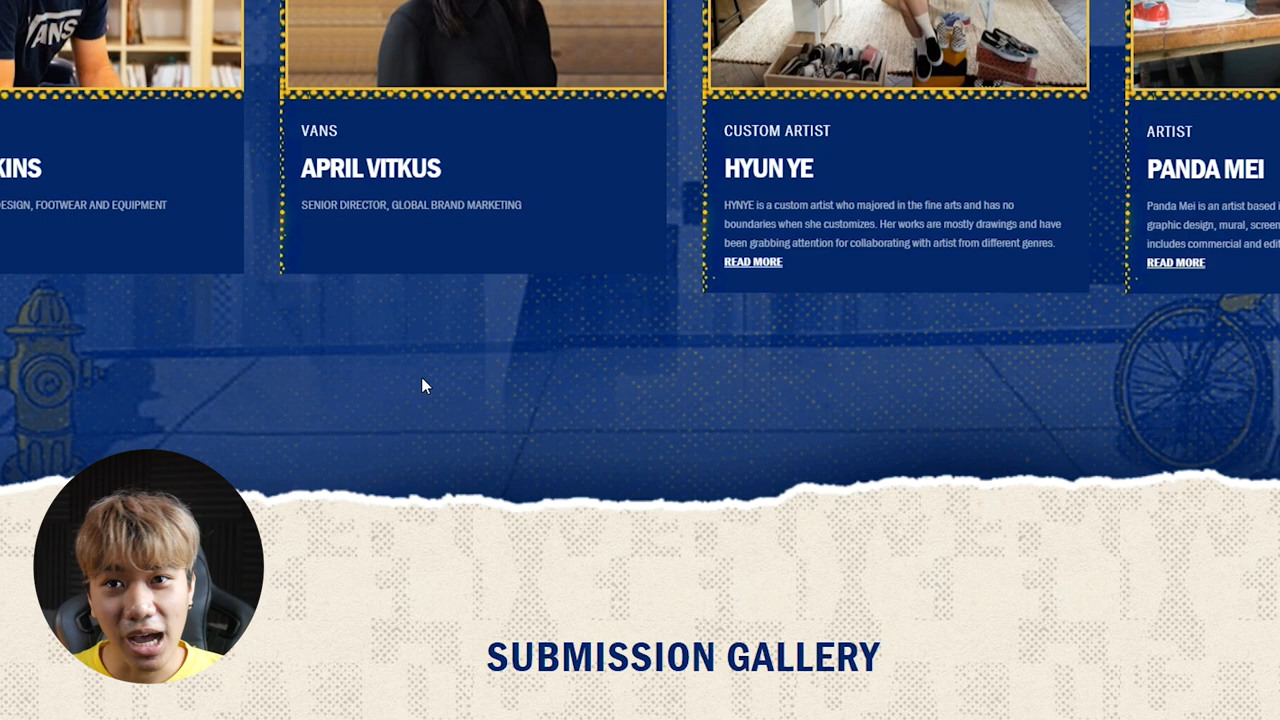 VANS
KINS
ESIGN, FOOTWEAR AND EQUIPMENT
VANS
APRIL VITKUS
SENIOR DIRECTOR, GLOBAL BRAND MARKETING
CUSTOM ARTIST
HYUN YE
HYNYE is a custom artist who majored in the fine arts and has no
boundaries when she customizes. Her works are mostly drawings and have
been grabbing attention for collaborating with artist from different genres.
READ MORE
ARTIST
PANDA MEI
Panda Mei is an artist based i
graphic design, mural, screen
includes commercial and edit
READ MORE
SUBMISSION GALLERY